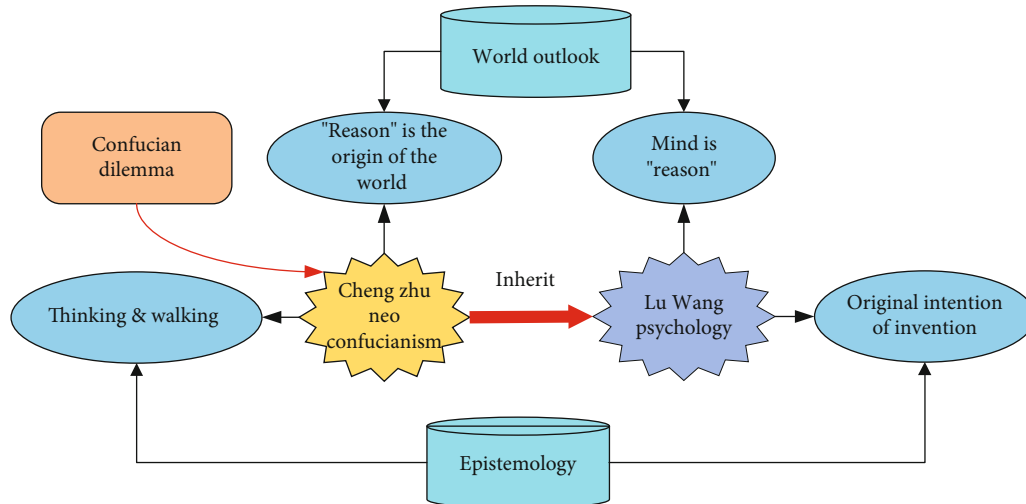 World outlook
"Reason" is the
origin of the
world
Mind is
"reason"
Confucian
dilemma
Inherit
Thinking & walking
Cheng zhu
neo
confucianism
Lu Wang
psychology
Original intention
of invention
Epistemology